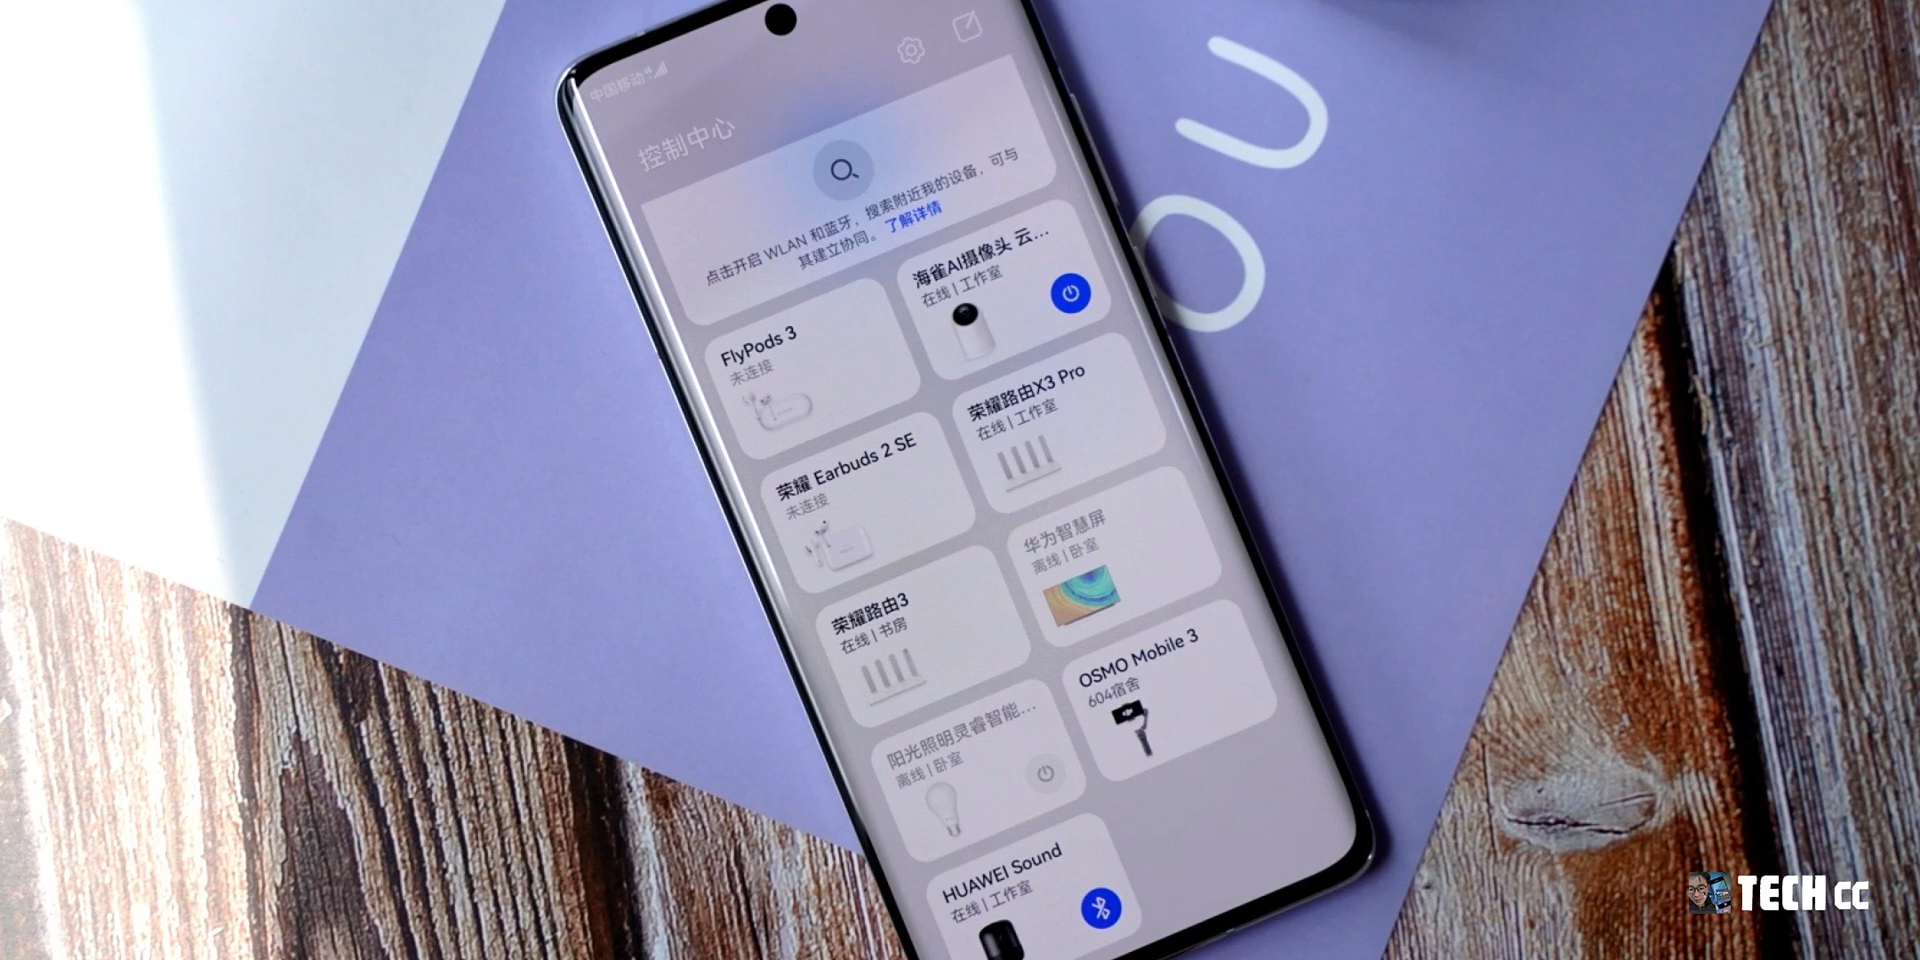 中国移动
控制中心
点击开启 WLAN 和蓝牙，搜索附近我的设备，可与
其建立协同。了解详情
FlyPods 3
未连接
海雀AI摄像头 云...
在线 | 工作室
荣耀 Earbuds 2 SE
未连接
荣耀路由X3 Pro
在线 | 工作室
荣耀路由3
在线 | 书房
华为智慧屏
离线 | 卧室
阳光照明灵睿智能...
离线 | 卧室
OSMO Mobile 3
604宿舍
HUAWEI Sound
在线 | 工作室
OU
TECH cc